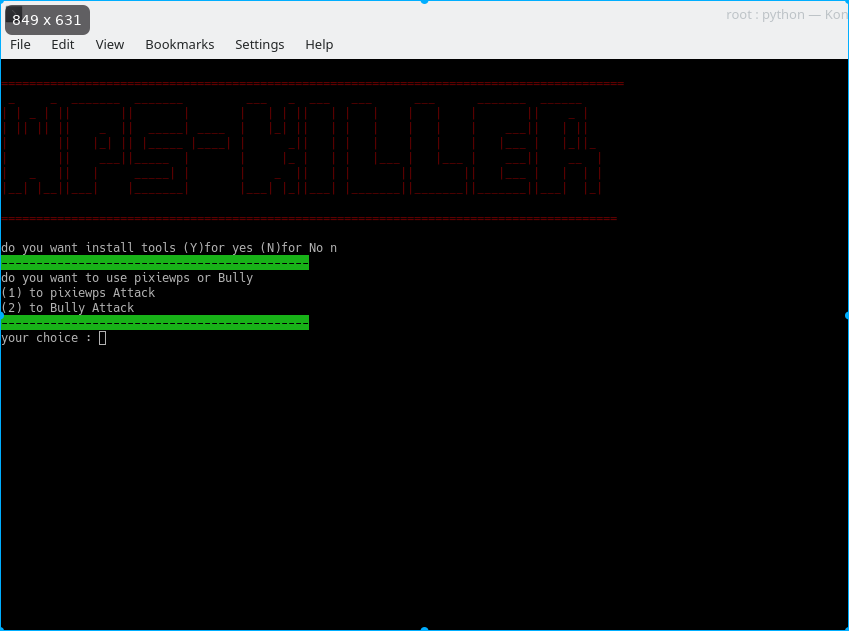 849 x 631
root : python — Kon
File Edit View Bookmarks Settings Help
WPS-KILLER
do you want install tools (Y)for yes (N)for No n
do you want to use pixiewps or Bully
(1) to pixiewps Attack
(2) to Bully Attack
your choice :